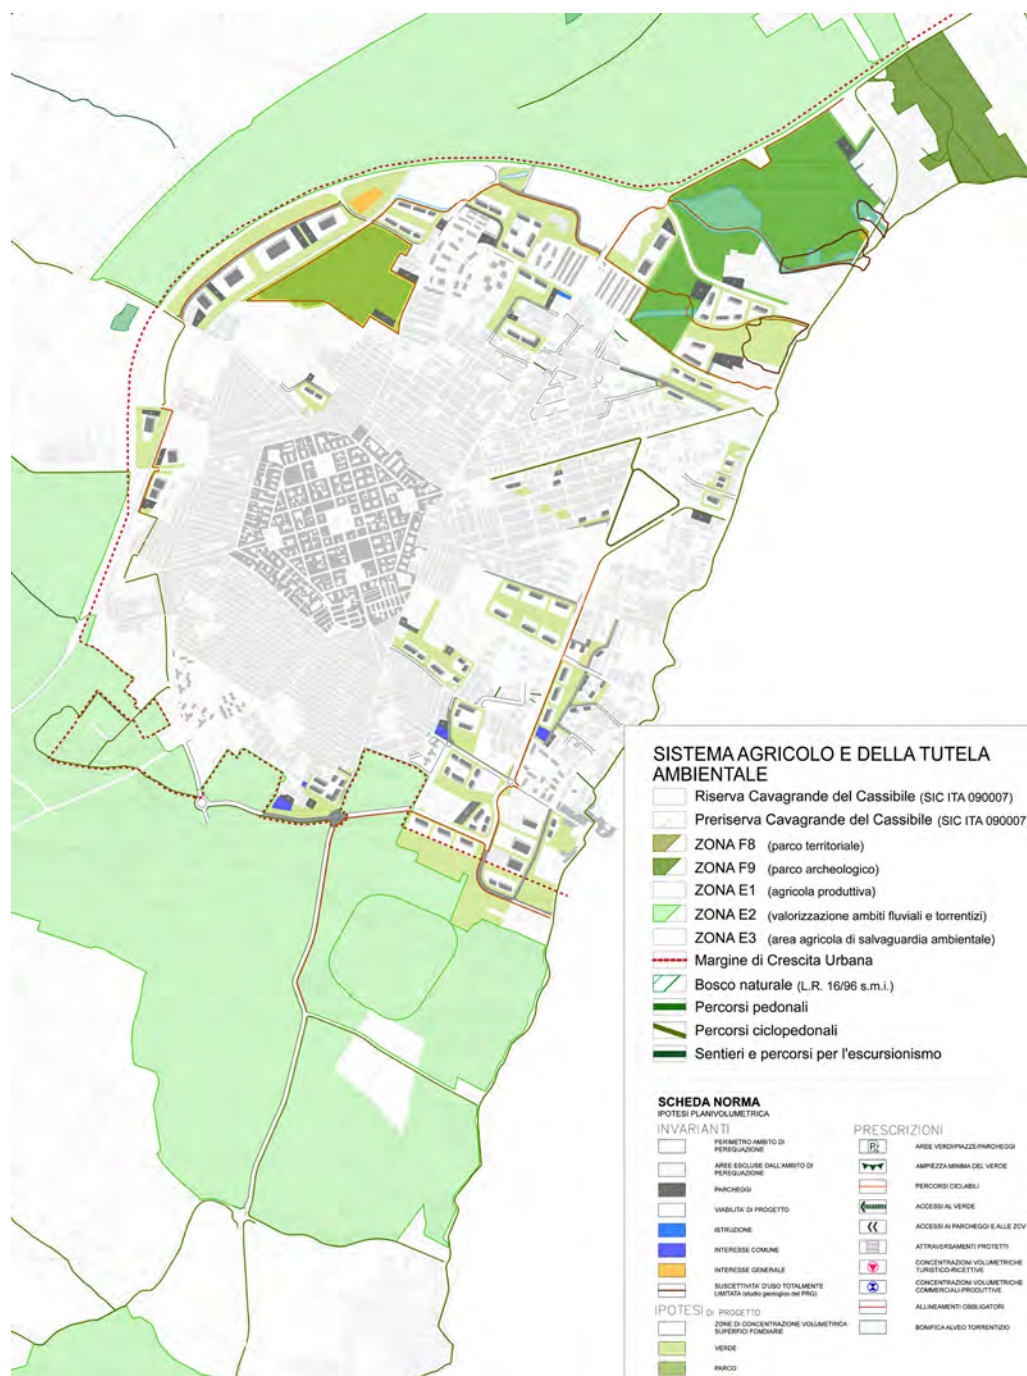 SISTEMA AGRICOLO E DELLA TUTELA
AMBIENTALE
Riserva Cavagrande del Cassibile (SIC ITA 090007)
Preriserva Cavagrande del Cassibile (SIC ITA 090007
ZONA F8 (parco territoriale)
ZONA F9 (parco archeologico)
ZONA E1 (agricola produttiva)
ZONA E2 (valorizzazione ambiti fluviali e torrentizi)
ZONA E3 (area agricola di salvaguardia ambientale)
Margine di Crescita Urbana
Bosco naturale (L.R. 16/96 s.m.i.)
Percorsi pedonali
Percorsi ciclopedonali
Sentieri e percorsi per l'escursionismo
SCHEDA NORMA
IPOTESI PLANIVOLUMETRICA
INVARIANTI
PERIMETRO AMBITO DI
PEREQUAZIONE
AREE ESCLUSE DALL'AMBITO DI
PEREQUAZIONE
PARCHEGGI
VIABILITA' DI PROGETTO
ISTRUZIONE
INTERESSE COMUNE
INTERESSE GENERALE
SUSCETTIVITA' D'USO TOTALMENTE
LIMITATA (studio geologico del PRG)
IPOTESI DI PROGETTO
ZONE DI CONCENTRAZIONE VOLUMETRICA
SUPERFICI FONDIARIE
VERDE
PARCO
PRESCRIZIONI
AREE VERDI/PIAZZE/PARCHEGGI
AMPIEZZA MINIMA DEL VERDE
PERCORSI CICLABILI
ACCESSI AL VERDE
ACCESSI AI PARCHEGGI E ALLE ZCV
ATTRAVERSAMENTI PROTETTI
CONCENTRAZIONI VOLUMETRICHE
TURISTICO-RICETTIVE
CONCENTRAZIONI VOLUMETRICHE
COMMERCIALI-PRODUTTIVE
ALLINEAMENTI OBBLIGATORI
BONIFICA ALVEO TORRENTIZIO